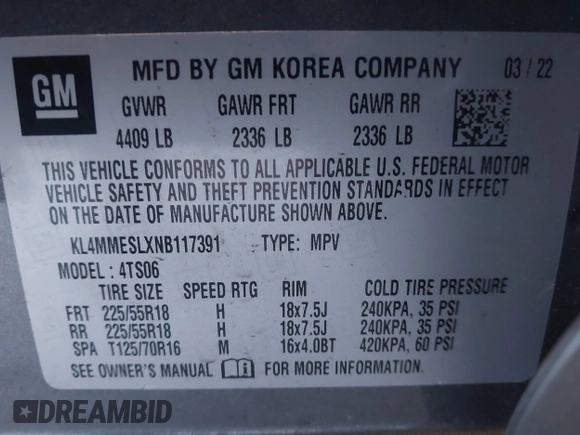 GM
MFD BY GM KOREA COMPANY 03/22
GVWR GAWR FRT GAWR RR
4409 LB 2336 LB 2336 LB
THIS VEHICLE CONFORMS TO ALL APPLICABLE U.S. FEDERAL MOTOR
VEHICLE SAFETY AND THEFT PREVENTION STANDARDS IN EFFECT
ON THE DATE OF MANUFACTURE SHOWN ABOVE.
KL4MMESLXNB117391 TYPE: MPV
MODEL: 4TS06
TIRE SIZE SPEED RTG RIM COLD TIRE PRESSURE
FRT 225/55R18 H 18x7.5J 240KPA, 35 PSI
RR 225/55R18 H 18x7.5J 240KPA, 35 PSI
SPA T125/70R16 M 16x4.0BT 420KPA, 60 PSI
SEE OWNER'S MANUAL FOR MORE INFORMATION.
DREAMBID